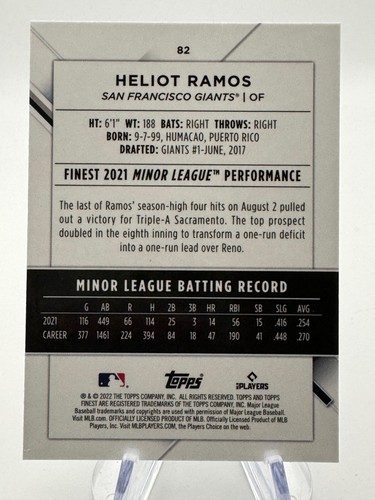 82
HELIOT RAMOS
SAN FRANCISCO GIANTS® | OF
HT: 6'1" WT: 188 BATS: RIGHT THROWS: RIGHT
BORN: 9-7-99, HUMACAO, PUERTO RICO
DRAFTED: GIANTS #1-JUNE, 2017
FINEST 2021 MINOR LEAGUE™ PERFORMANCE
The last of Ramos' season-high four hits on August 2 pulled
out a victory for Triple-A Sacramento. The top prospect
doubled in the eighth inning to transform a one-run deficit
into a one-run lead over Reno.
MINOR LEAGUE BATTING RECORD
G AB R H 2B 3B HR RBI SB SLG AVG
2021 116 449 66 114 25 3 14 56 15 .416 .254
CAREER 377 1461 224 394 84 18 47 190 41 .448 .270
Topps
PLAYERS
® & © 2022 THE TOPPS COMPANY, INC. ALL RIGHTS RESERVED. TOPPS AND TOPPS
FINEST ARE REGISTERED TRADEMARKS OF THE TOPPS COMPANY, INC. Major League
Baseball trademarks and copyrights are used with permission of Major League Baseball.
Visit MLB.com. Officially Licensed Product of MLB
Players, Inc. Visit MLBPLAYERS.com, the Players Choice on the web.